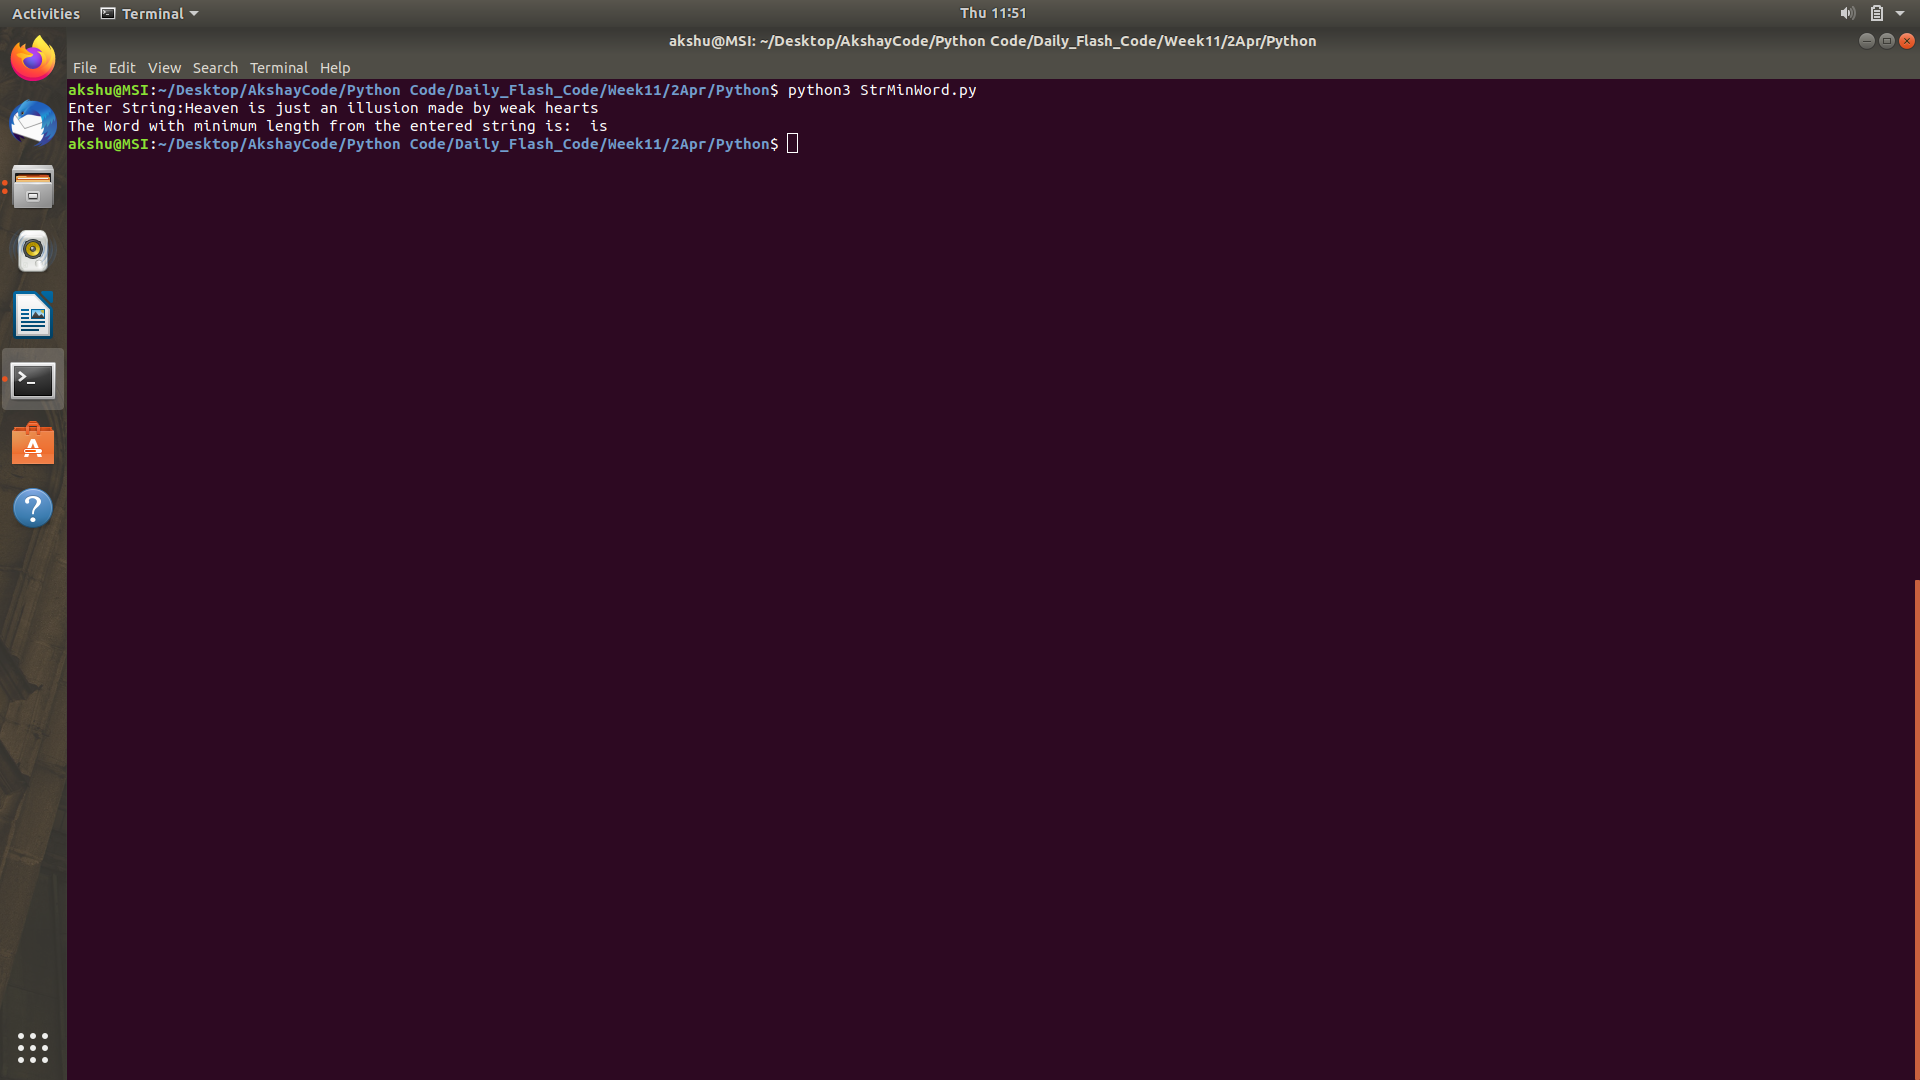 Activities Terminal Thu 11:51
akshu@MSI: ~/Desktop/AkshayCode/Python Code/Daily_Flash_Code/Week11/2Apr/Python
File Edit View Search Terminal Help
akshu@MSI:~/Desktop/AkshayCode/Python Code/Daily_Flash_Code/Week11/2Apr/Python$ python3 StrMinWord.py
Enter String:Heaven is just an illusion made by weak hearts
The Word with minimum length from the entered string is:  is
akshu@MSI:~/Desktop/AkshayCode/Python Code/Daily_Flash_Code/Week11/2Apr/Python$